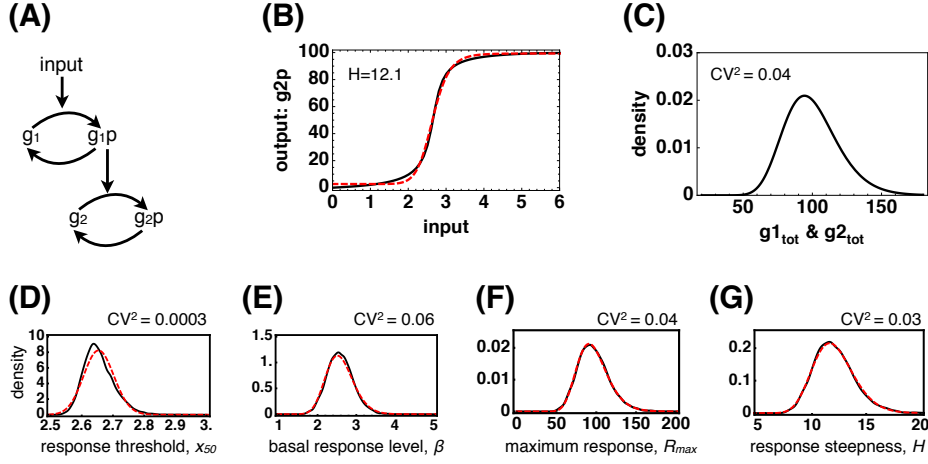 (A)
input
g₁
g₁p
g₂
g₂p
(B)
output: g2p
100
80
60
40
20
0
H=12.1
0 1 2 3 4 5 6
input
(C)
density
0.03
0.02
0.01
0
CV² = 0.04
50 100 150
g1tot & g2tot
(D)
CV² = 0.0003
density
10
8
6
4
2
0
2.5 2.6 2.7 2.8 2.9 3.
response threshold, x₅₀
(E)
CV² = 0.06
1.5
1.0
0.5
0
1 2 3 4 5
basal response level, β
(F)
CV² = 0.04
0.02
0.01
0
0 50 100 150 200
maximum response, Rmax
(G)
CV² = 0.03
0.2
0.1
0
5 10 15 20
response steepness, H